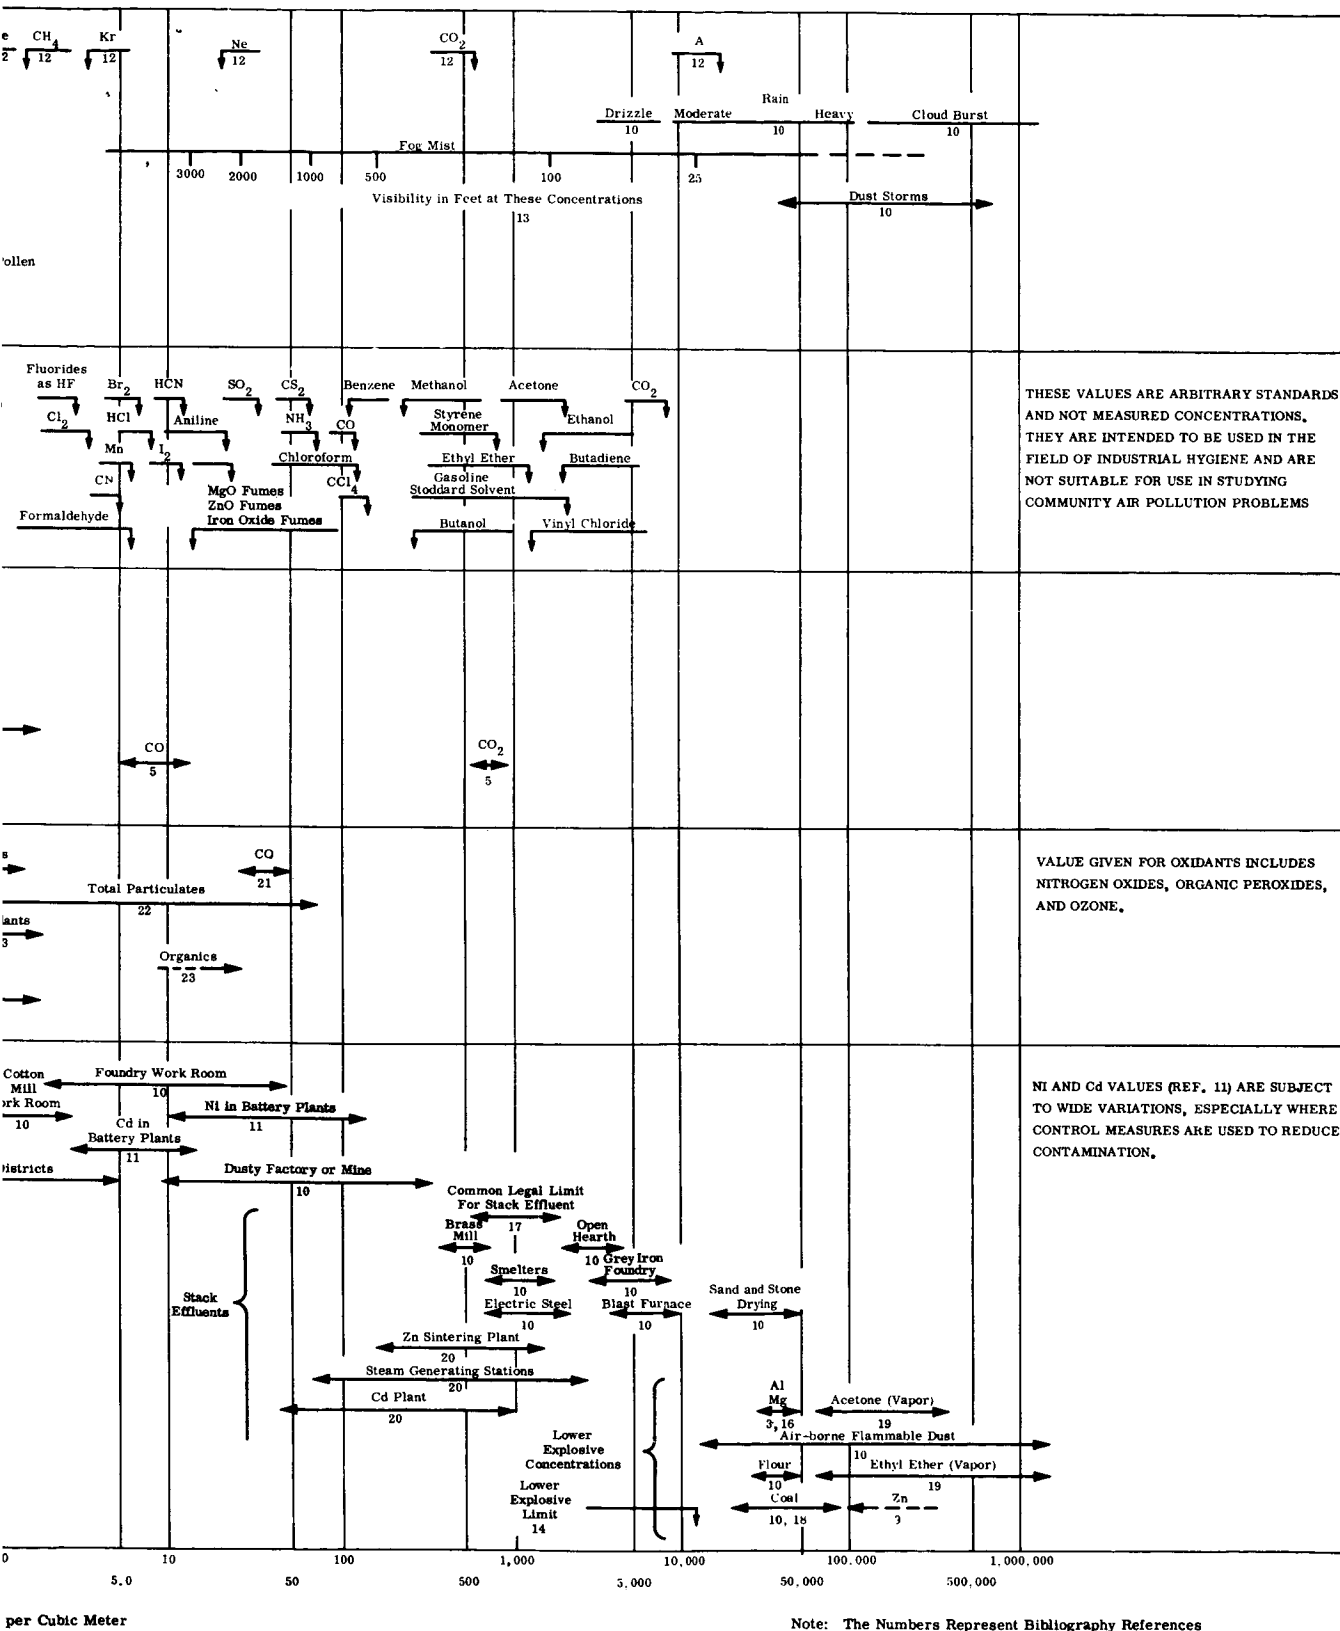 e CH4 Kr Ne CO2 A
2 12 12 12 12 12
Rain
Drizzle Moderate Heavy Cloud Burst
10 10 10
Fog Mist
3000 2000 1000 500 100 25
Visibility in Feet at These Concentrations
13
Dust Storms
10
ollen
Fluorides
as HF
Br2 HCN SO2 CS2 Benzene Methanol Acetone CO2
Cl2 HCl Aniline NH3 CO Styrene
Monomer
Ethanol
Mn I2 Chloroform Ethyl Ether Butadiene
CN MgO Fumes
ZnO Fumes
Iron Oxide Fumes
CCl4 Gasoline
Stoddard Solvent
Formaldehyde Butanol Vinyl Chloride
THESE VALUES ARE ARBITRARY STANDARDS
AND NOT MEASURED CONCENTRATIONS.
THEY ARE INTENDED TO BE USED IN THE
FIELD OF INDUSTRIAL HYGIENE AND ARE
NOT SUITABLE FOR USE IN STUDYING
COMMUNITY AIR POLLUTION PROBLEMS
CO CO2
5 5
s CO
21
Total Particulates
22
lants
3
Organics
23
VALUE GIVEN FOR OXIDANTS INCLUDES
NITROGEN OXIDES, ORGANIC PEROXIDES,
AND OZONE.
Cotton
Mill
rk Room
10
Foundry Work Room
10
Ni in Battery Plants
11
Cd in
Battery Plants
11
Districts
Dusty Factory or Mine
10
NI AND Cd VALUES (REF. 11) ARE SUBJECT
TO WIDE VARIATIONS, ESPECIALLY WHERE
CONTROL MEASURES ARE USED TO REDUCE
CONTAMINATION.
Common Legal Limit
For Stack Effluent
17
Brass
Mill
10
Open
Hearth
10
Grey Iron
Foundry
10
Smelters
10
Stack
Effluents
Electric Steel
10
Blast Furnace
10
Sand and Stone
Drying
10
Zn Sintering Plant
20
Steam Generating Stations
20
Cd Plant
20
Al
Mg
3, 16
Acetone (Vapor)
19
Lower
Explosive
Concentrations
Air-borne Flammable Dust
10
Flour
10
Ethyl Ether (Vapor)
19
Lower
Explosive
Limit
14
Coal
10, 18
Zn
0 10 100 1,000 10,000 100,000 1,000,000
5.0 50 500 5,000 50,000 500,000
per Cubic Meter
Note: The Numbers Represent Bibliography References